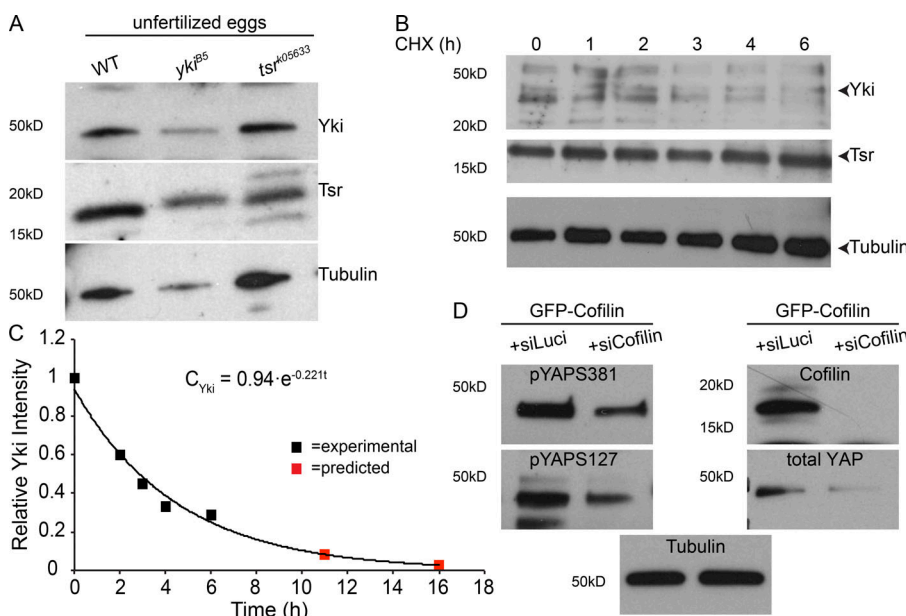 A
unfertilized eggs
WT
yki^B5
tsr^k05633
50kD
Yki
20kD
15kD
Tsr
50kD
Tubulin
B
CHX (h)
0 1 2 3 4 6
50kD
20kD
Yki
20kD
15kD
Tsr
50kD
Tubulin
C
Relative Yki Intensity
1.2
1
0.8
0.6
0.4
0.2
0
C_Yki = 0.94·e^-0.221t
=experimental
=predicted
0 2 4 6 8 10 12 14 16 18
Time (h)
D
GFP-Cofilin
+siLuci +siCofilin
50kD
pYAPS381
50kD
pYAPS127
GFP-Cofilin
+siLuci +siCofilin
20kD
15kD
Cofilin
50kD
total YAP
50kD
Tubulin